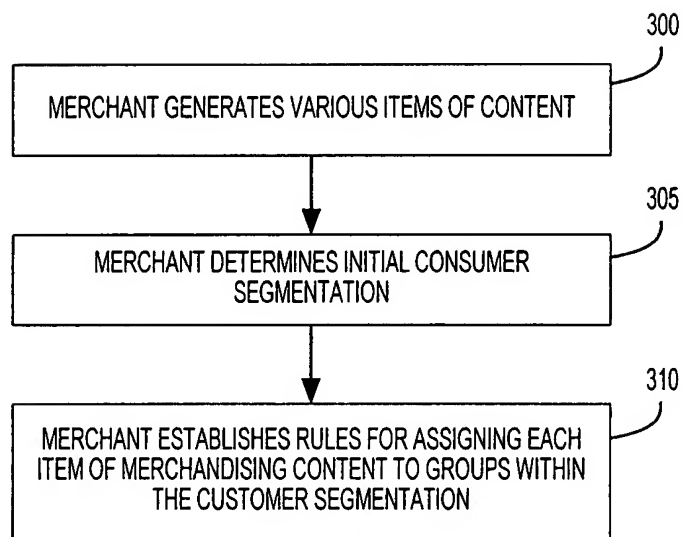 300
MERCHANT GENERATES VARIOUS ITEMS OF CONTENT
305
MERCHANT DETERMINES INITIAL CONSUMER
SEGMENTATION
310
MERCHANT ESTABLISHES RULES FOR ASSIGNING EACH
ITEM OF MERCHANDISING CONTENT TO GROUPS WITHIN
THE CUSTOMER SEGMENTATION